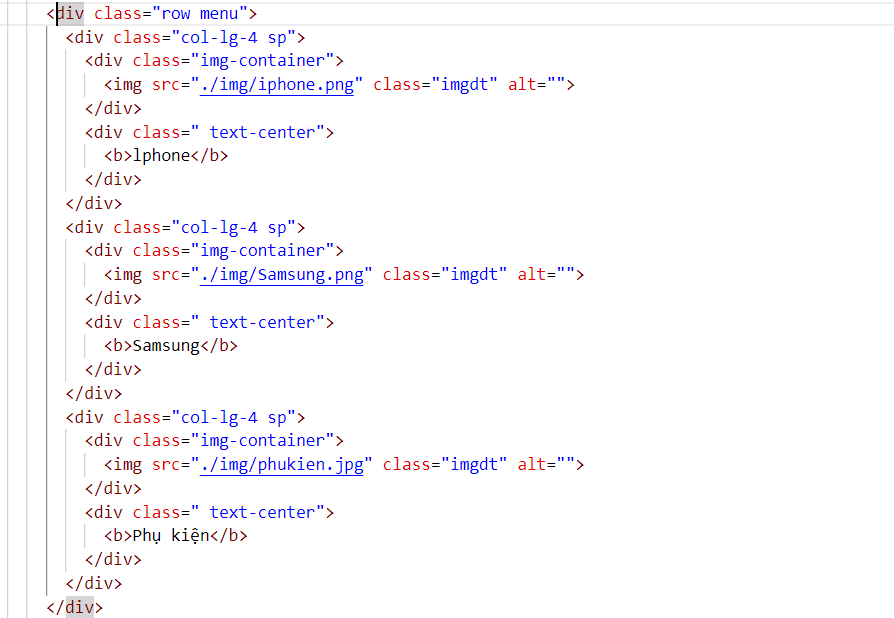 <div class="row menu">
<div class="col-lg-4 sp">
<div class="img-container">
<img src="./img/iphone.png" class="imgdt" alt="">
</div>
<div class=" text-center">
<b>lphone</b>
</div>
</div>
<div class="col-lg-4 sp">
<div class="img-container">
<img src="./img/Samsung.png" class="imgdt" alt="">
</div>
<div class=" text-center">
<b>Samsung</b>
</div>
</div>
<div class="col-lg-4 sp">
<div class="img-container">
<img src="./img/phukien.jpg" class="imgdt" alt="">
</div>
<div class=" text-center">
<b>Phụ kiện</b>
</div>
</div>
</div>